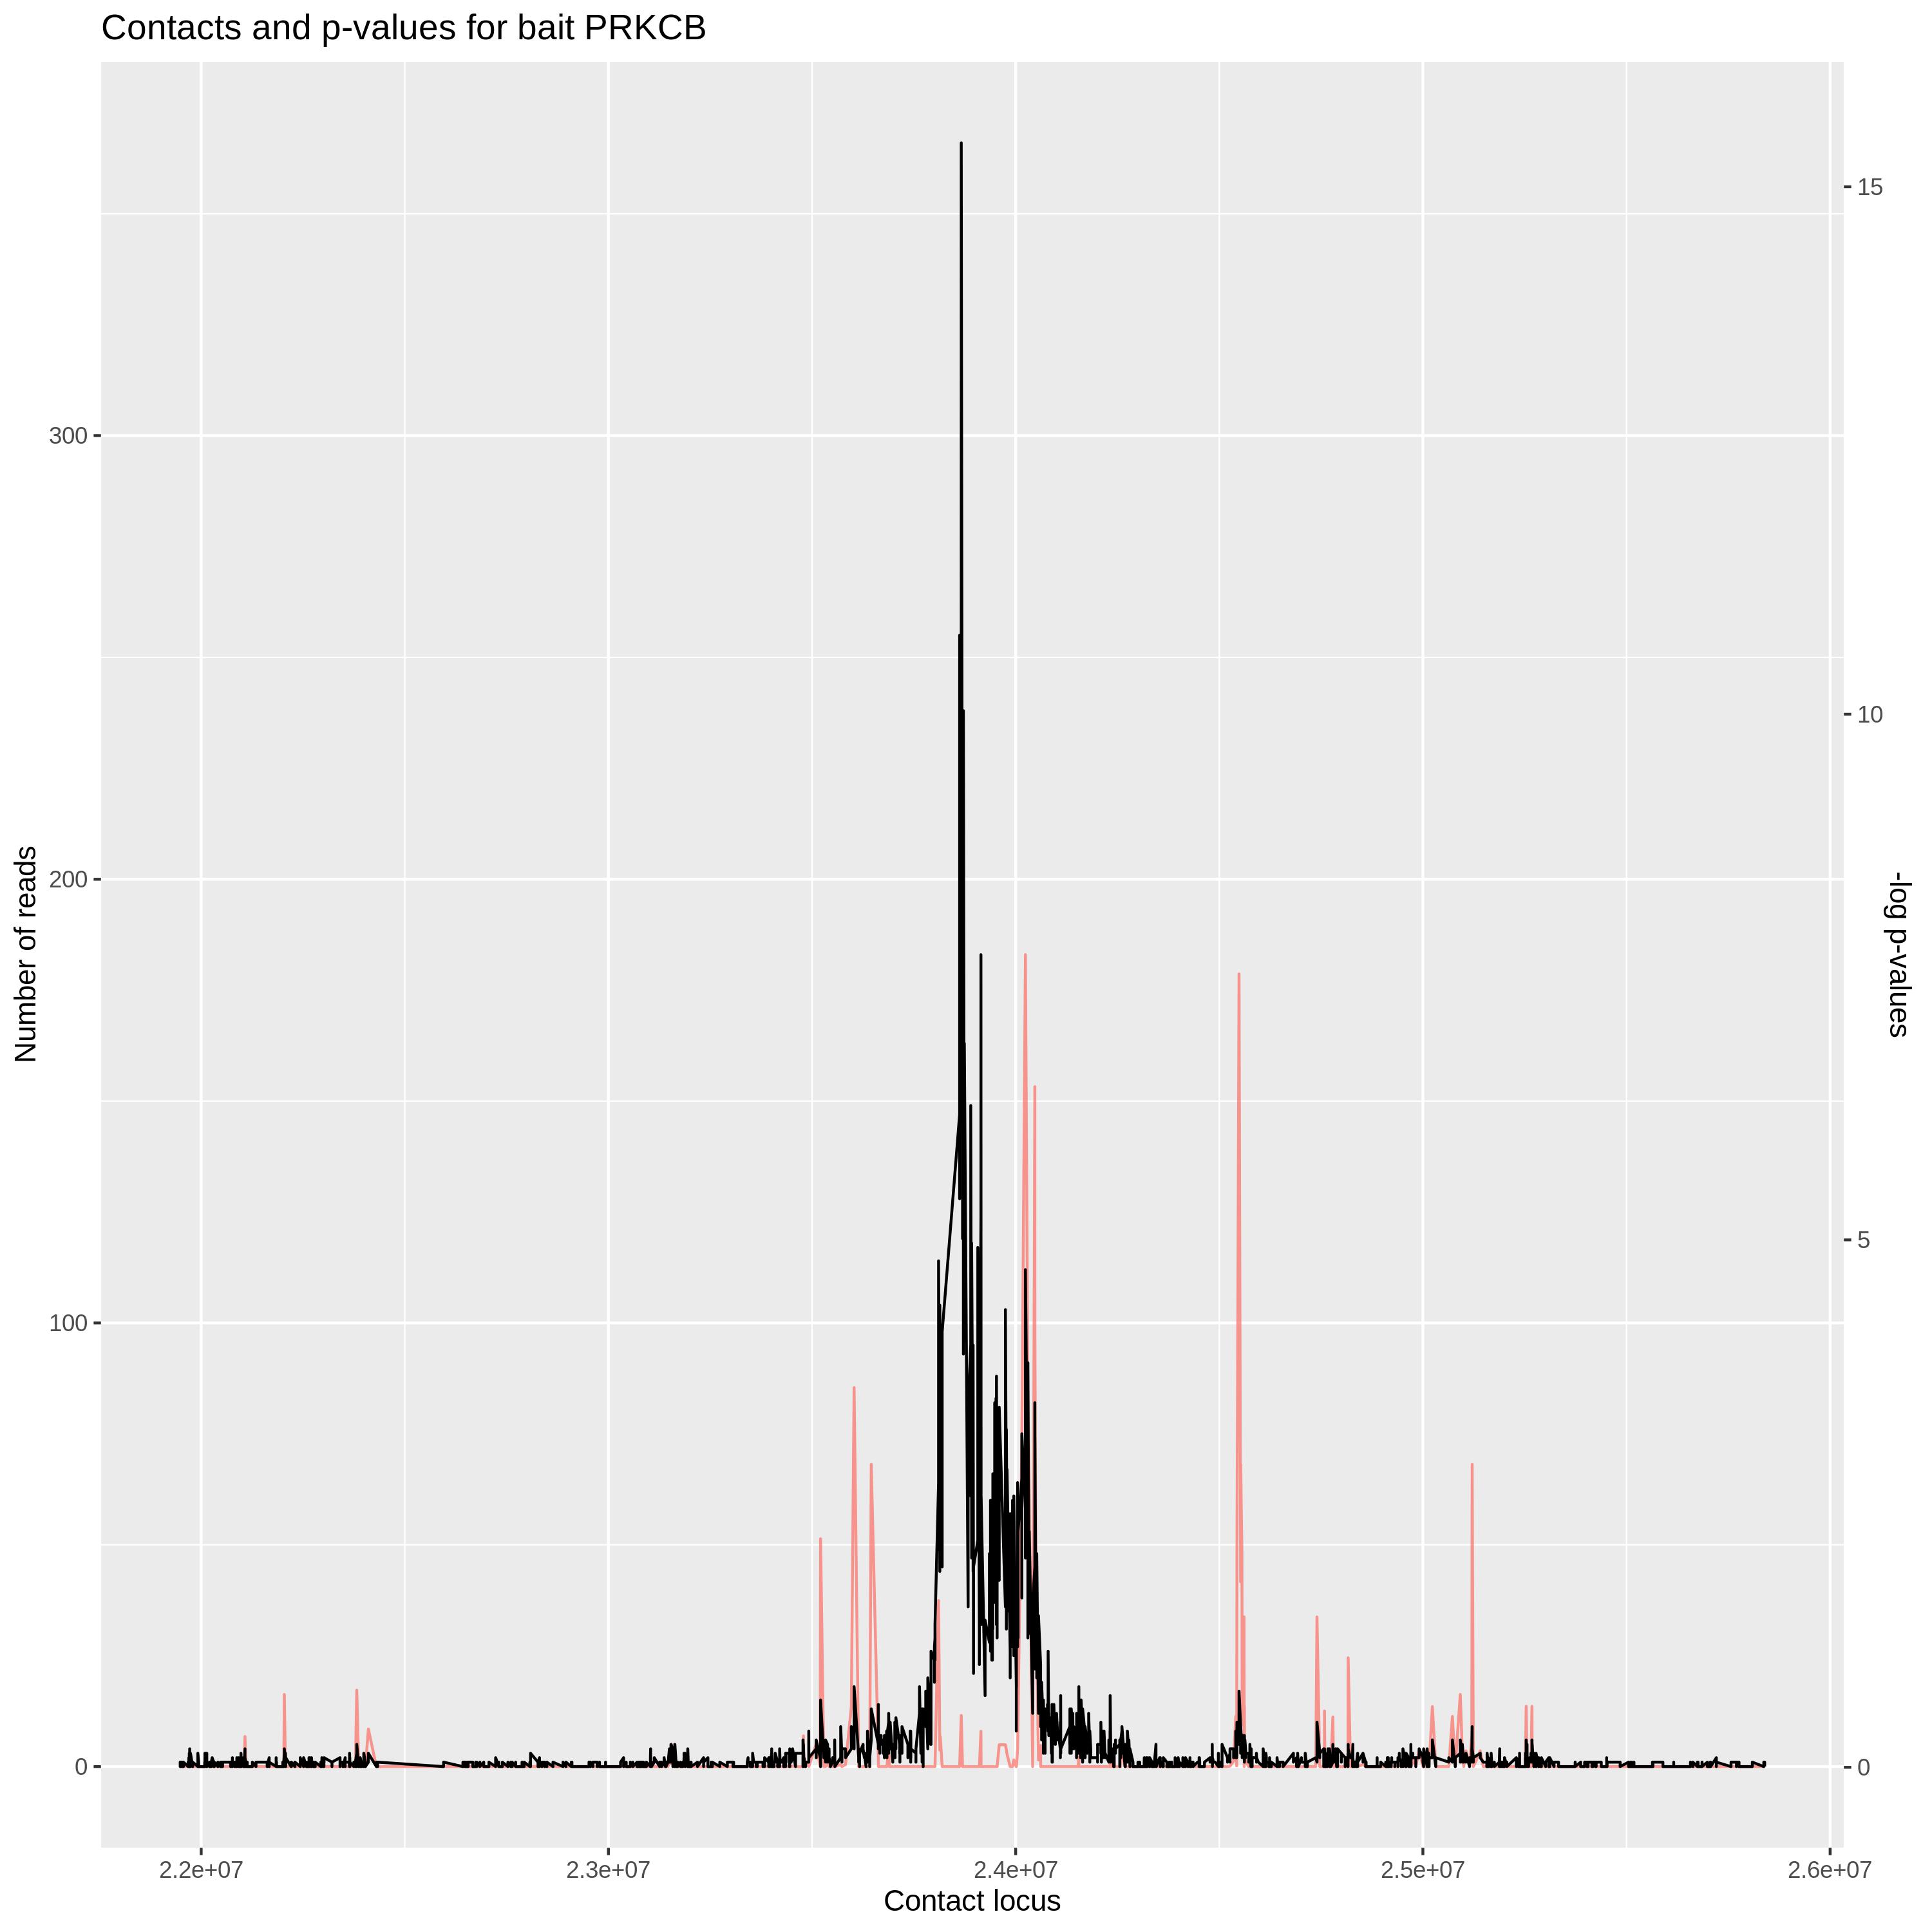 Contacts and p-values for bait PRKCB
Number of reads
300
200
100
0
15
10
5
0
-log p-values
2.2e+07
2.3e+07
2.4e+07
2.5e+07
2.6e+07
Contact locus